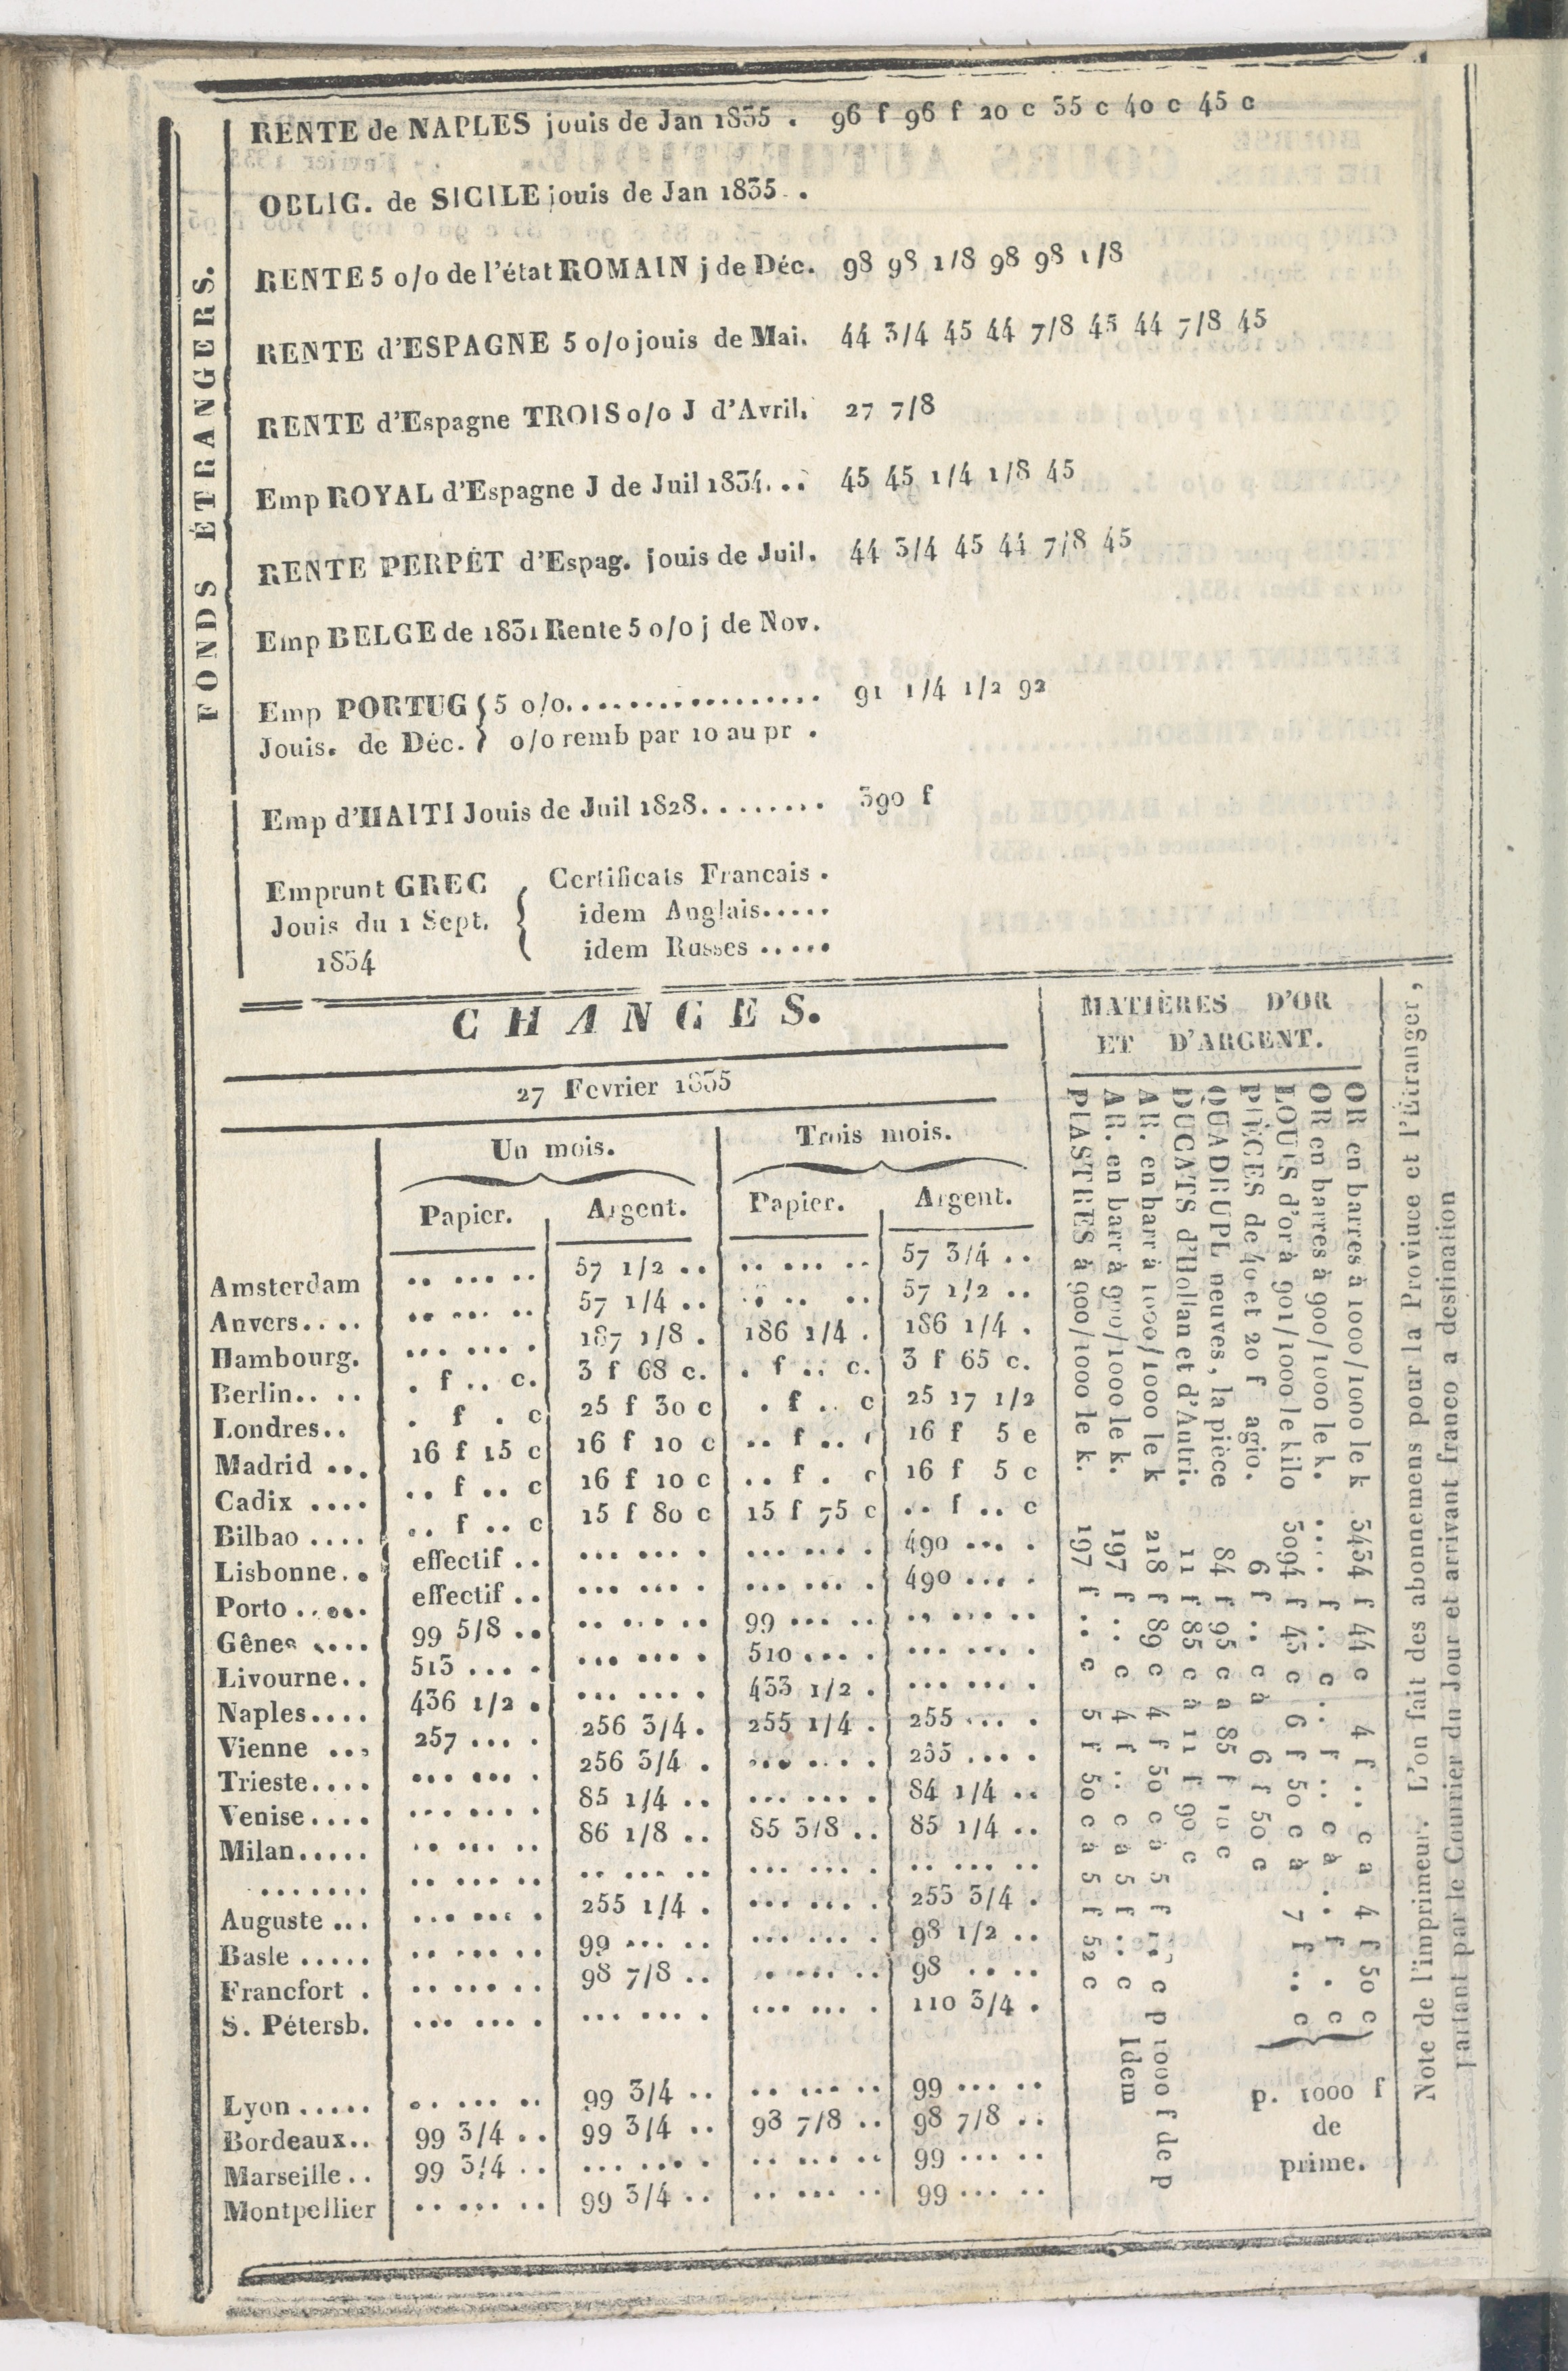 FONDS ÉTRANGERS.
RENTE de NAPLES jouis de Jan 1835 . 96 f 96 f 20 c 35 c 40 c 45 c
OBLIG. de SICILE jouis de Jan 1835 .
RENTE 5 o/o de l'état ROMAIN j de Déc. 98 98 1/8 98 98 1/8
RENTE d'ESPAGNE 5 o/o jouis de Mai. 44 3/4 45 44 7/8 45 44 7/8 45
RENTE d'Espagne TROIS o/o J d'Avril. 27 7/8
Emp ROYAL d'Espagne J de Juil 1834... 45 45 1/4 1/8 45
RENTE PERPÉT d'Espag. jouis de Juil. 44 3/4 45 44 7/8 45
Emp BELGE de 1831 Rente 5 o/o j de Nov.
Emp PORTUG { 5 o/o.................. 91 1/4 1/2 92
Jouis. de Déc. } o/o remb par 10 au pr .
Emp d'HAITI Jouis de Juil 1828........ 390 f
Emprunt GREC { Certificats Francais .
Jouis du 1 Sept. idem Anglais.....
1834 idem Russes .....
CHANGES.
27 Fevrier 1835
Un mois. Trois mois.
Papier. Argent. Papier. Argent.
Amsterdam .. ... .. 57 1/2 .. .. ... .. 57 3/4 ..
Anvers.... .. ... .. 57 1/4 .. . .. .. 57 1/2 ..
Hambourg. ... ... . 187 1/8 . 186 1/4 . 186 1/4 .
Berlin.. .. . f .. c. 3 f 68 c. . f .. c. 3 f 65 c.
Londres.. . f . c 25 f 30 c . f .. c 25 17 1/2
Madrid ... 16 f 15 c 16 f 10 c .. f .. 16 f 5 e
Cadix .... .. f .. c 16 f 10 c .. f . c 16 f 5 c
Bilbao .... .. f .. c 15 f 80 c 15 f 75 c .. f .. c
Lisbonne.. effectif .. ... ... . ... ... . 490 ... .
Porto ..... effectif .. ... ... . ... ... . 490 ... .
Gênes .... 99 5/8 .. .. ... .. 99 ... .. .. ... ..
Livourne.. 513 ... . ... ... . 510 ... . ... ... .
Naples.... 436 1/2 . ... ... . 433 1/2 . ... ... .
Vienne ... 257 ... . 256 3/4. 255 1/4 . 255 ... .
Trieste.... ... ... . 256 3/4 . ... ... . 255 ... .
Venise.... ... ... . 85 1/4 .. ... ... . 84 1/4 ..
Milan..... .. ... .. 86 1/8 .. 85 3/8 .. 85 1/4 ..
....... .. ... .. .. ... .. ... ... . .. ... ..
Auguste ... ... ... . 255 1/4 . ... ... . 253 3/4 .
Basle ..... .. ... .. 99 ... .. ... ... . 98 1/2 ..
Francfort . .. ... .. 98 7/8 .. . ... .. 98 .. ..
S. Pétersb. ... ... . ... ... . ... ... . 110 3/4 .
Lyon ..... .. ... .. 99 3/4 .. .. ... .. 99 ... ..
Bordeaux.. 99 3/4 .. 99 3/4 .. 98 7/8 .. 98 7/8 ..
Marseille.. 99 3/4 .. ... ... . .. ... .. 99 ... ..
Montpellier .. ... .. 99 3/4 .. .. ... .. 99 ... ..
MATIÈRES D'OR
ET D'ARGENT.
OR en barres à 1000/1000 le k . 3434 f 44 c 4 f .. c a 4 f 50 c
OR en barres à 900/1000 le k. .... f .. c .. f .. c à .. f . c
LOUIS d'or à 901/1000 le kilo 3094 f 43 c 6 f 50 c à 7 f .. c
p. 1000 f
de
prime.
PIÈCES de 40 et 20 f agio. 6 f .. c à 6 f 50 c
QUADRUPL neuves, la pièce 84 f 95 c a 85 f 10 c
DUCATS d'Hollan et d'Autri. 11 f 85 c à 11 f 90 c
AR. en barr à 1000/1000 le k 218 f 89 c 4 f 50 c à 5 f .. c p 1000 f de p
AR. en barr à 900/1000 le k. 197 f .. c 4 f .. c à 5 f .. c Idem
PIASTRES à 900/1000 le k. 197 f .. c 5 f 50 c à 5 f 52 c
Note de l'imprimeur. L'on fait des abonnemens pour la Province et l'Étranger,
Partant par le Courrier du Jour et arrivant franco a destination